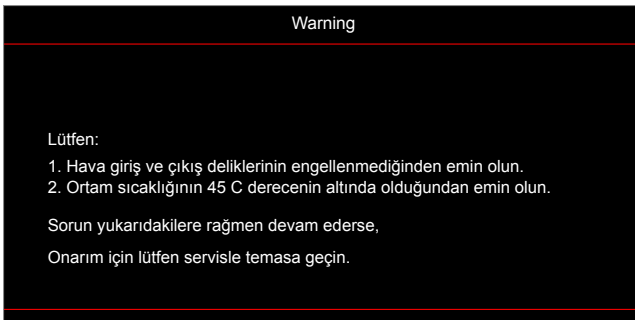 Warning
Lütfen:
1. Hava giriş ve çıkış deliklerinin engellenmediğinden emin olun.
2. Ortam sıcaklığının 45 C derecenin altında olduğundan emin olun.
Sorun yukarıdakilere rağmen devam ederse,
Onarım için lütfen servisle temasa geçin.